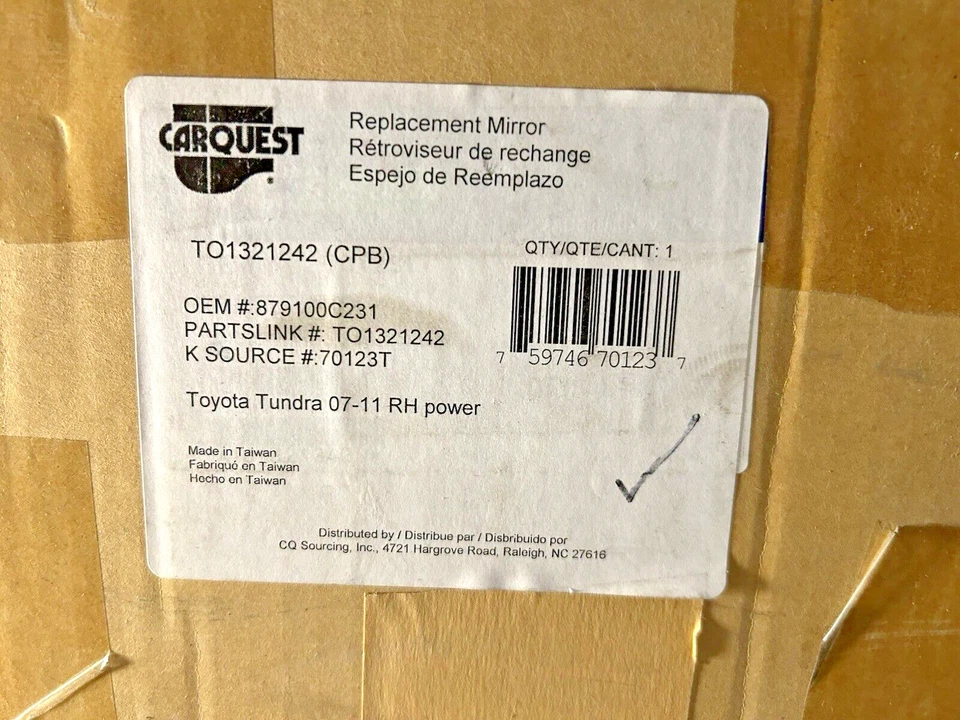 CARQUEST
Replacement Mirror
Rétroviseur de rechange
Espejo de Reemplazo
TO1321242 (CPB)
QTY/QTE/CANT: 1
OEM #:879100C231
PARTSLINK #: TO1321242
K SOURCE #:70123T
7 59746 70123 7
Toyota Tundra 07-11 RH power
Made in Taiwan
Fabriqué en Taiwan
Hecho en Taiwan
Distributed by / Distribue par / Disbribuido por
CQ Sourcing, Inc., 4721 Hargrove Road, Raleigh, NC 27616